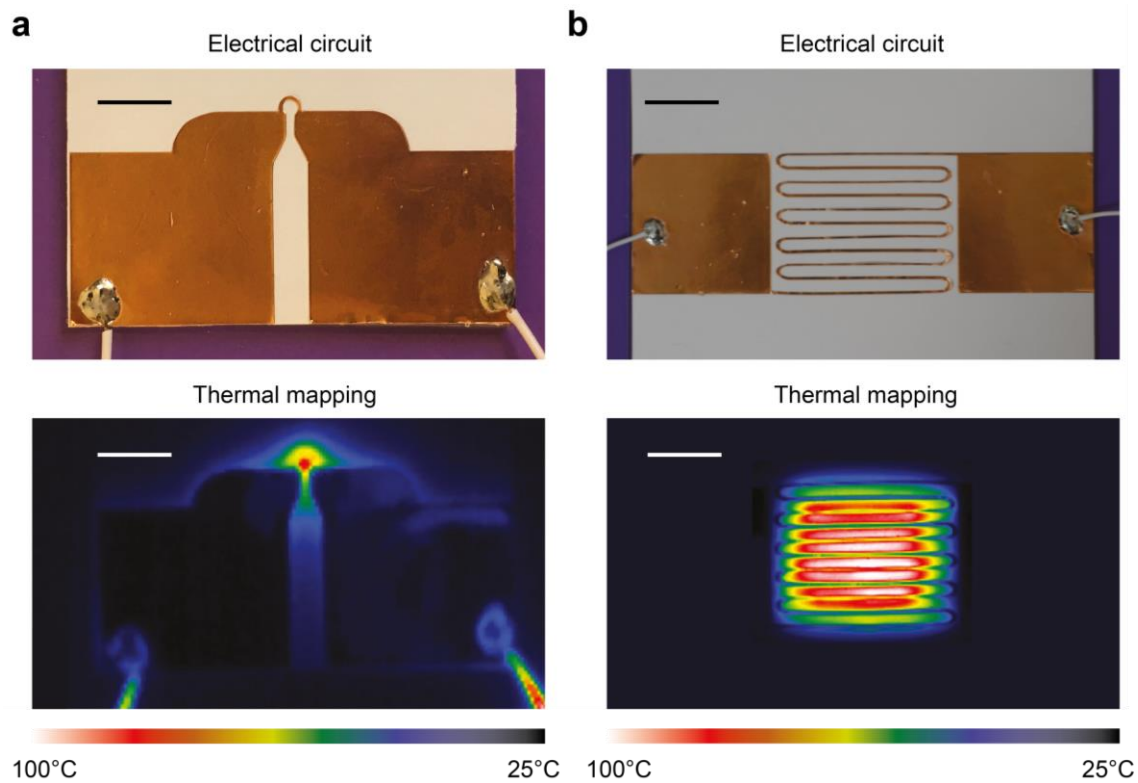 a
Electrical circuit
Thermal mapping
100°C
25°C
b
Electrical circuit
Thermal mapping
100°C
25°C